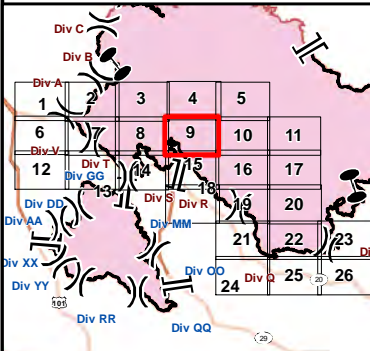 Div C
Div B
Div A
1 2 3 4 5
6 7 8 9 10 11
Div V
Div T
12 14 15 16 17
Div GG
13 18
Div S
Div R
19 20
Div DD
Div AA
Div MM
21 22 23
Div XX
Div OO
Div Q
24 25 26
20
Div YY
101
Div RR
Div QQ
29